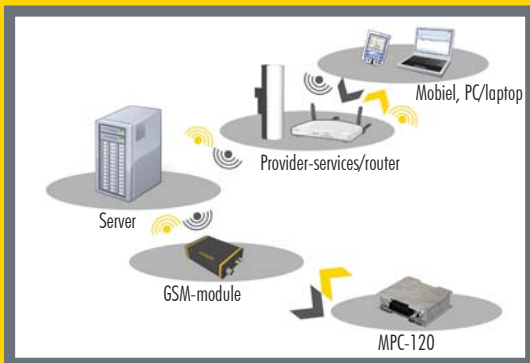 Mobiel, PC/laptop
Provider-services/router
Server
GSM-module
MPC-120